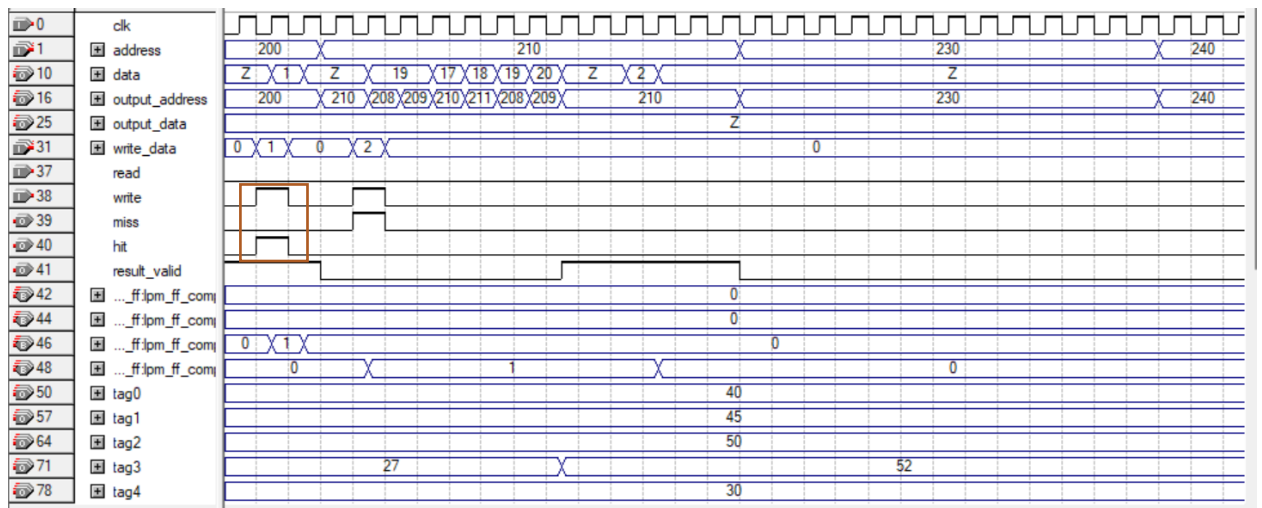 0 clk
1 address 200 210 230 240
10 data Z 1 Z 19 17 18 19 20 Z 2 Z
16 output_address 200 210 208 209 210 211 208 209 210 230 240
25 output_data Z
31 write_data 0 1 0 2 0
37 read
38 write
39 miss
40 hit
41 result_valid
42 ..._ff:lpm_ff_com 0
44 ..._ff:lpm_ff_com 0
46 ..._ff:lpm_ff_com 0 1 0
48 ..._ff:lpm_ff_com 0 1 0
50 tag0 40
57 tag1 45
64 tag2 50
71 tag3 27 52
78 tag4 30